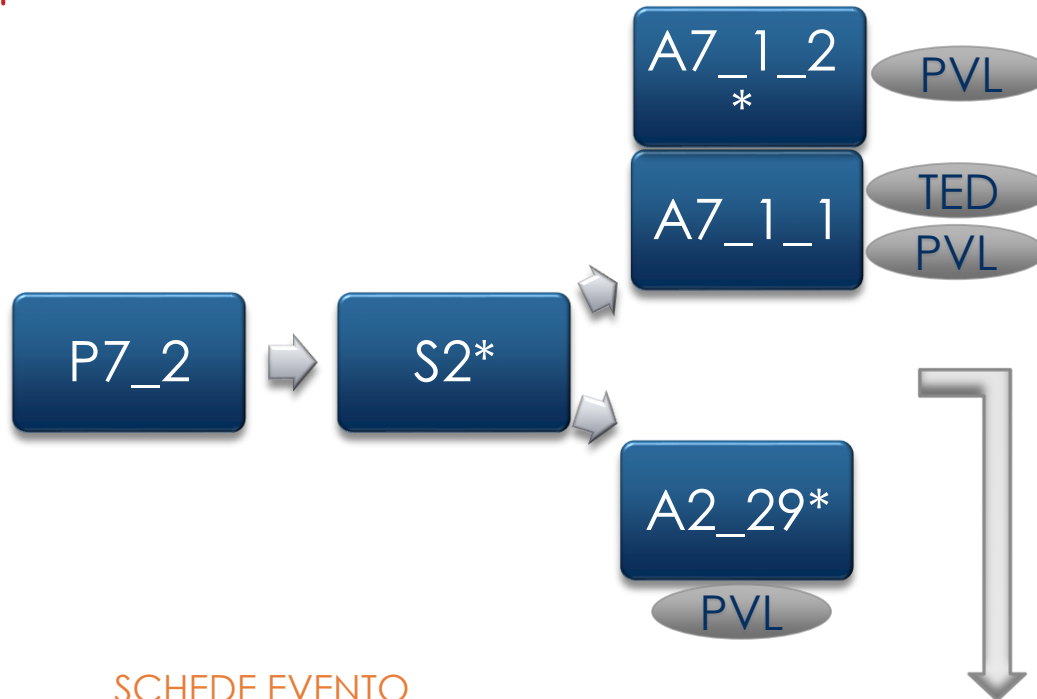 A7_1_2
*
PVL
A7_1_1
TED
PVL
P7_2
S2*
A2_29*
PVL
SCHEDE EVENTO